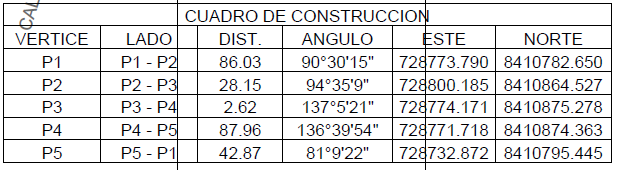 CAL
CUADRO DE CONSTRUCCION
VERTICE LADO DIST. ANGULO ESTE NORTE
P1 P1 - P2 86.03 90°30'15" 728773.790 8410782.650
P2 P2 - P3 28.15 94°35'9" 728800.185 8410864.527
P3 P3 - P4 2.62 137°5'21" 728774.171 8410875.278
P4 P4 - P5 87.96 136°39'54" 728771.718 8410874.363
P5 P5 - P1 42.87 81°9'22" 728732.872 8410795.445